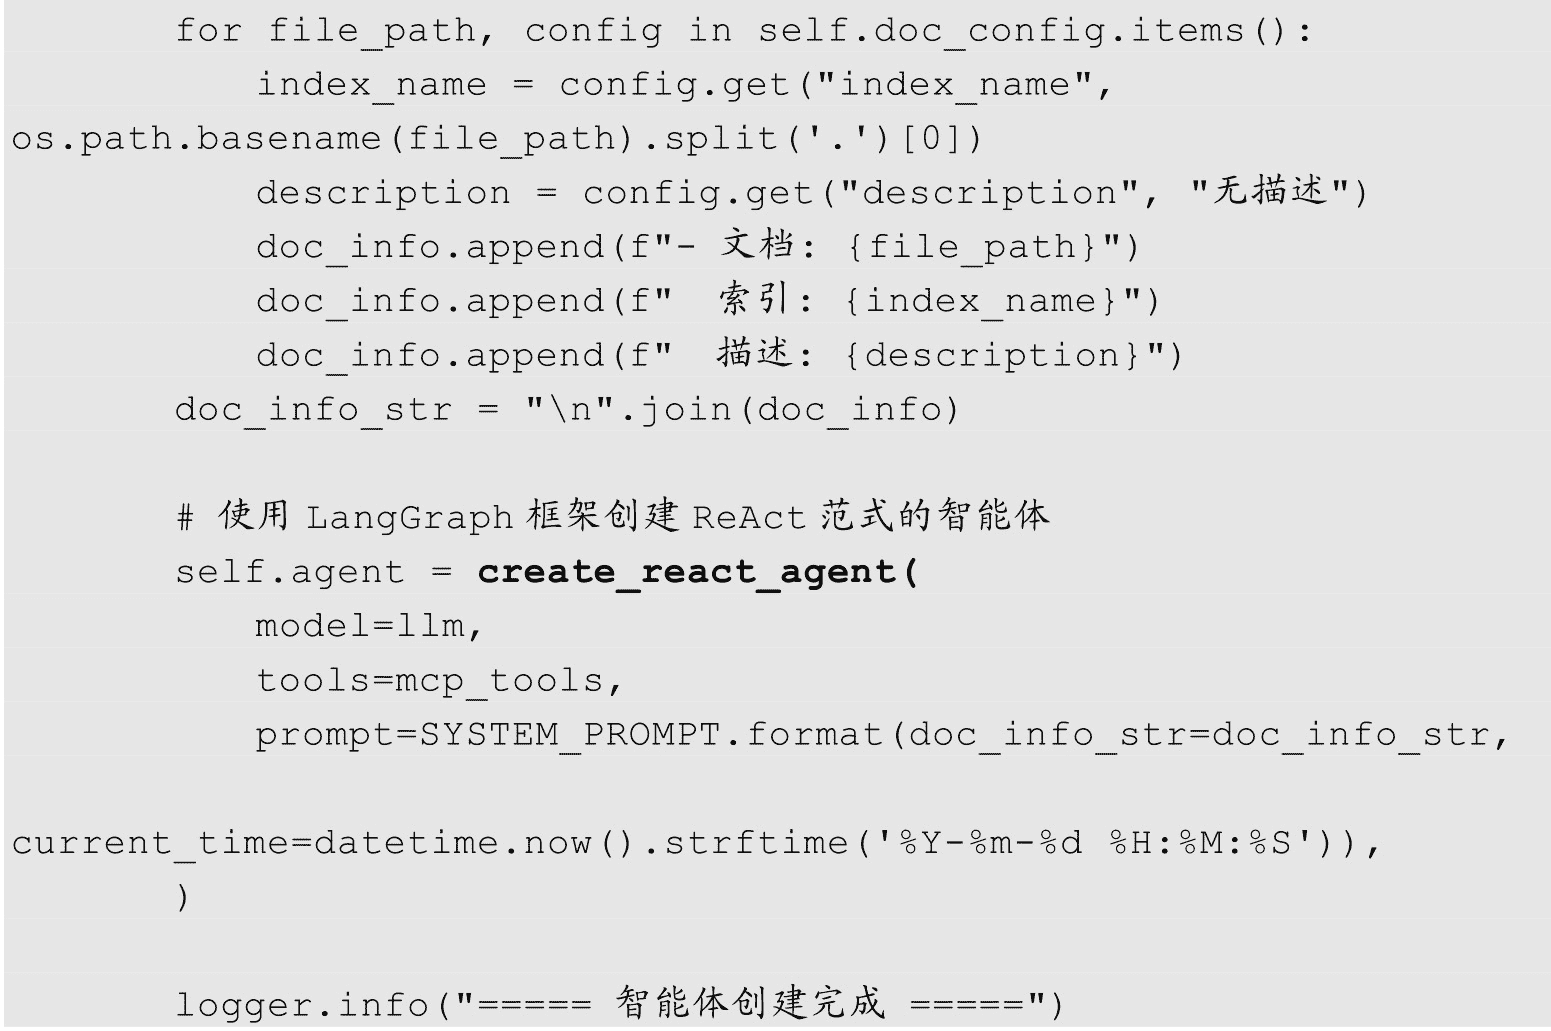 for file_path, config in self.doc_config.items():
index_name = config.get("index_name",
os.path.basename(file_path).split('.')[0])
description = config.get("description", "无描述")
doc_info.append(f"- 文档: {file_path}")
doc_info.append(f"  索引: {index_name}")
doc_info.append(f"  描述: {description}")
doc_info_str = "\n".join(doc_info)
# 使用 LangGraph 框架创建 ReAct 范式的智能体
self.agent = create_react_agent(
model=llm,
tools=mcp_tools,
prompt=SYSTEM_PROMPT.format(doc_info_str=doc_info_str,
current_time=datetime.now().strftime('%Y-%m-%d %H:%M:%S')),
)
logger.info("===== 智能体创建完成 =====")